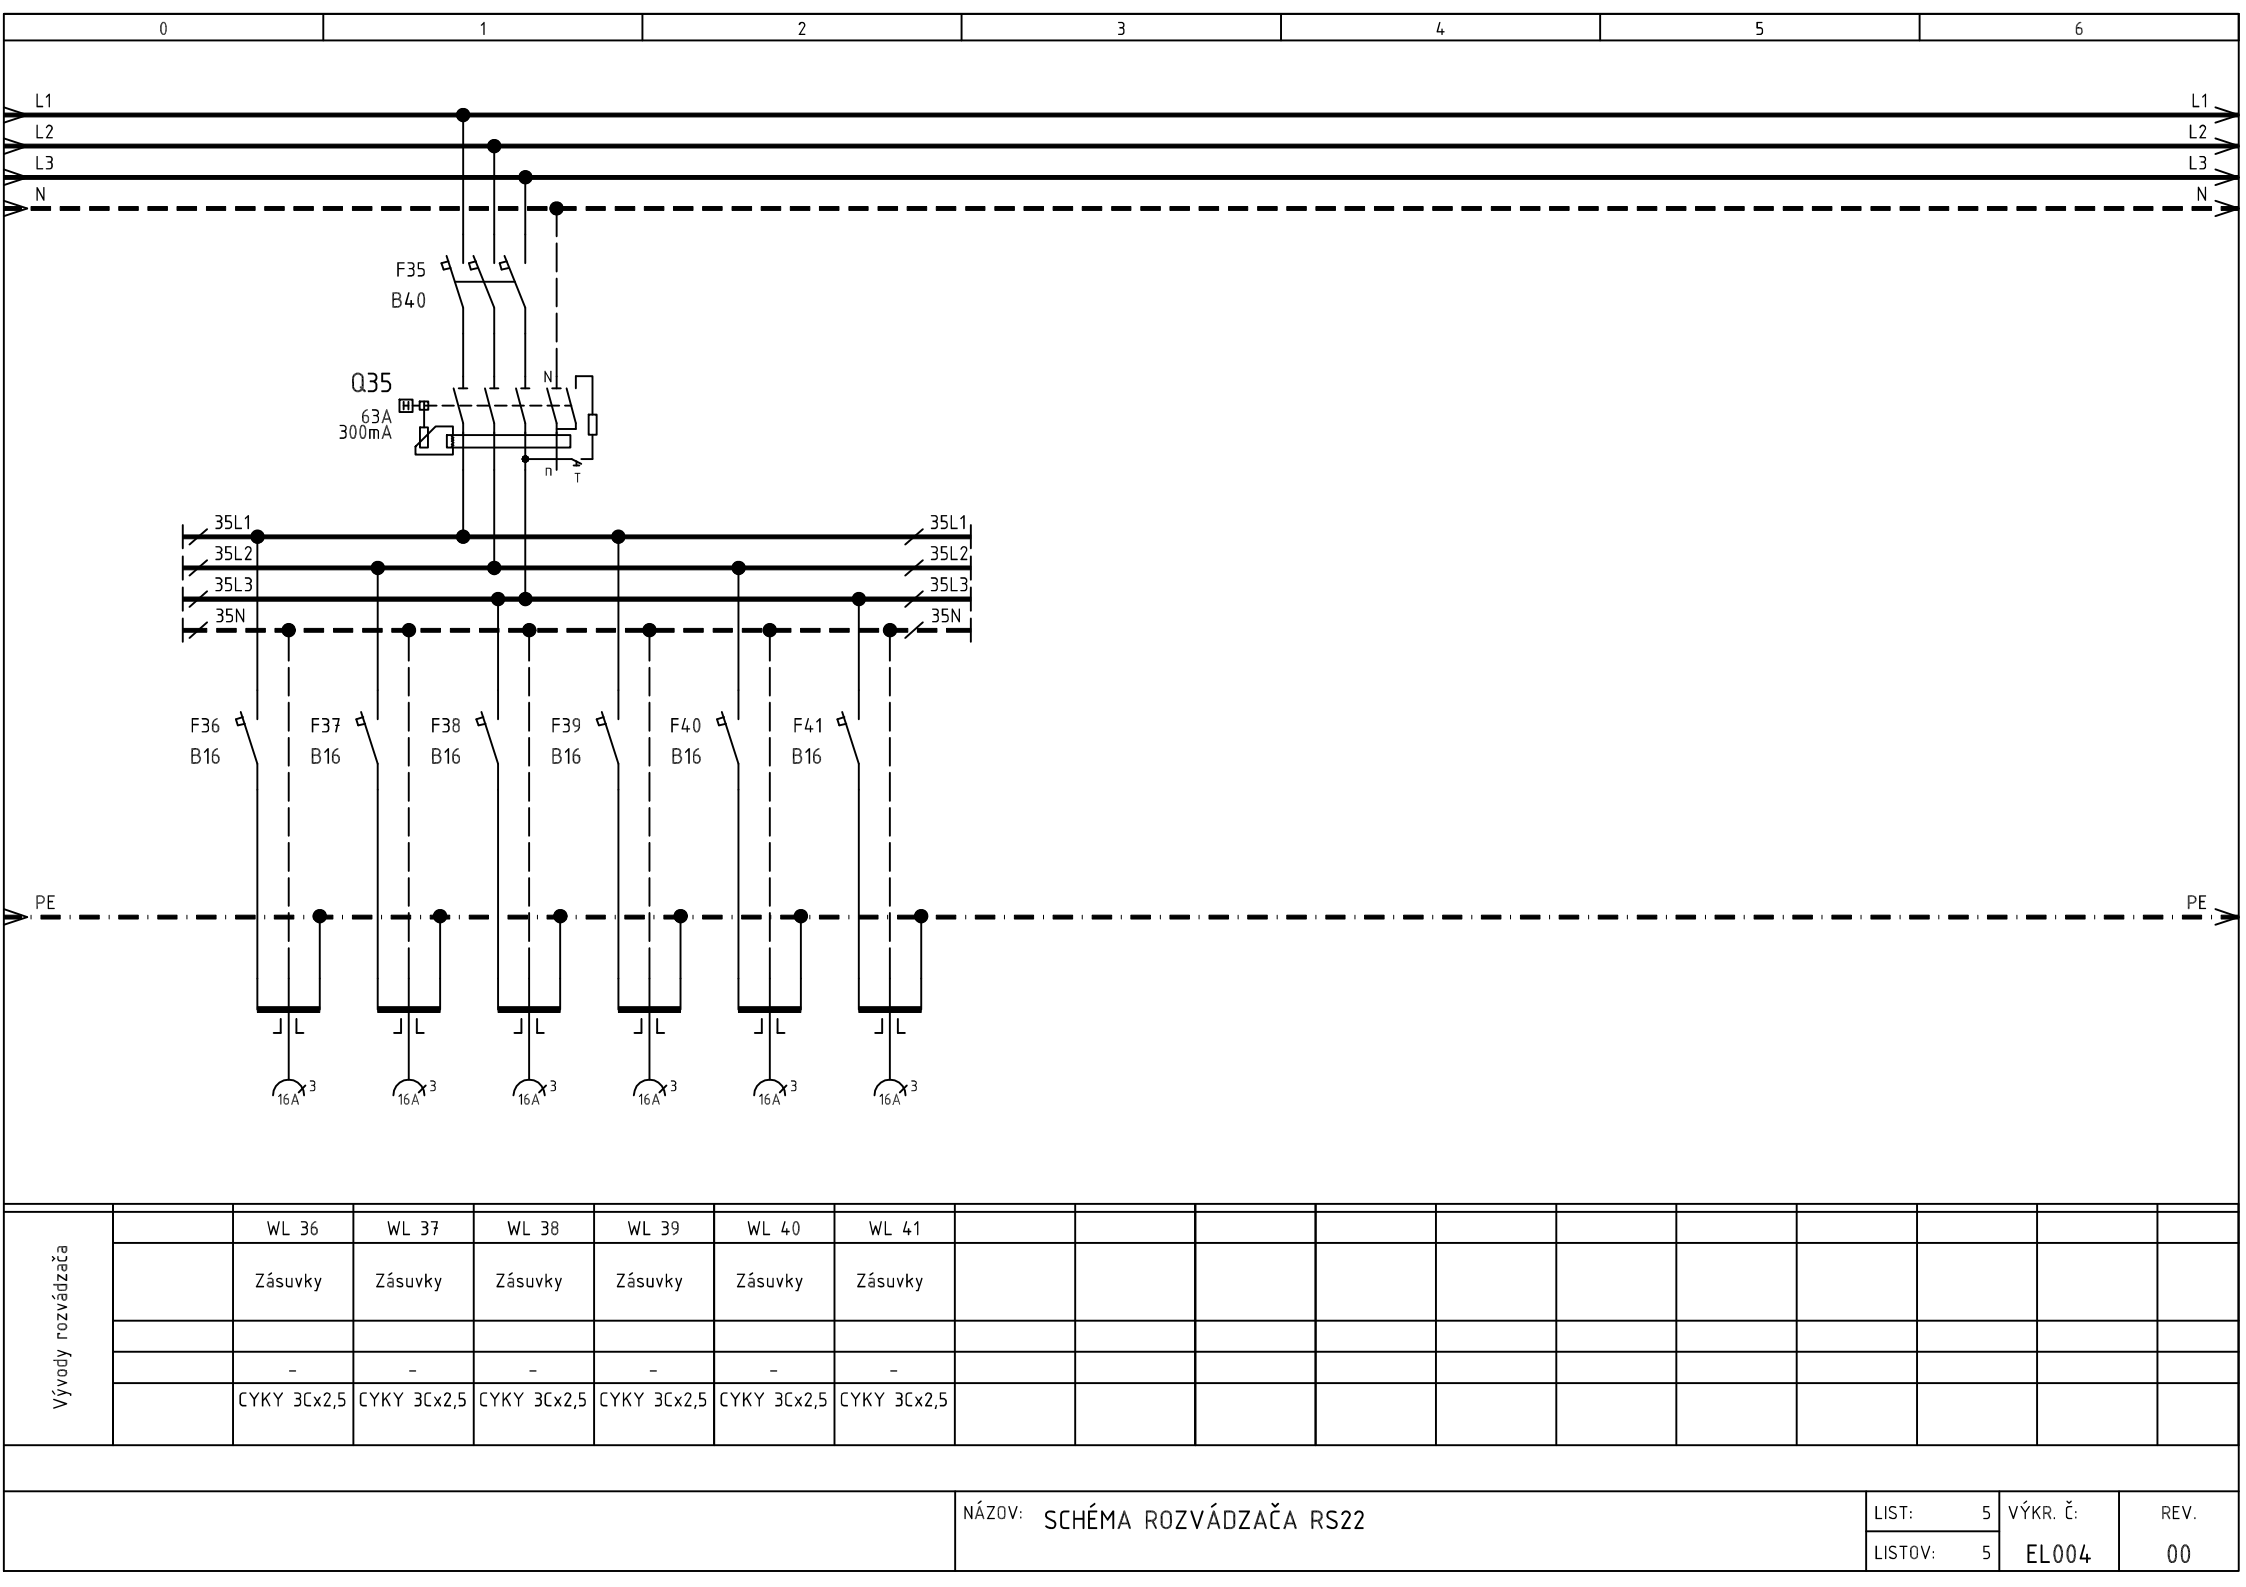 0 1 2 3 4 5 6
L1 L1
L2 L2
L3 L3
N N
F35
B40
Q35
63A
300mA
H
N
n
T
35L1 35L1
35L2 35L2
35L3 35L3
35N 35N
F36 F37 F38 F39 F40 F41
B16 B16 B16 B16 B16 B16
PE PE
3 3 3 3 3 3
16A 16A 16A 16A 16A 16A
Vývody rozvádzača
WL 36 WL 37 WL 38 WL 39 WL 40 WL 41
Zásuvky Zásuvky Zásuvky Zásuvky Zásuvky Zásuvky
- - - - - -
CYKY 3Cx2,5 CYKY 3Cx2,5 CYKY 3Cx2,5 CYKY 3Cx2,5 CYKY 3Cx2,5 CYKY 3Cx2,5
NÁZOV: SCHÉMA ROZVÁDZAČA RS22
LIST: 5 VÝKR. Č: REV.
LISTOV: 5 EL004 00